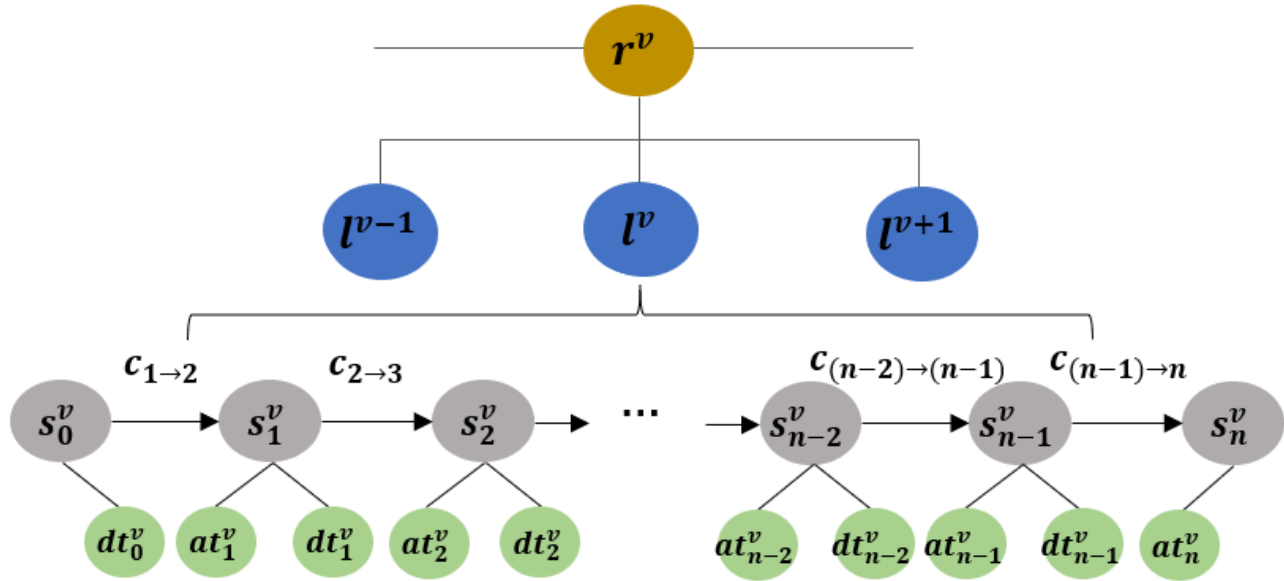 r^v
l^{v-1} l^v l^{v+1}
c_{1→2} c_{2→3} c_{(n-2)→(n-1)} c_{(n-1)→n}
s_0^v s_1^v s_2^v ... s_{n-2}^v s_{n-1}^v s_n^v
dt_0^v at_1^v dt_1^v at_2^v dt_2^v at_{n-2}^v dt_{n-2}^v at_{n-1}^v dt_{n-1}^v at_n^v